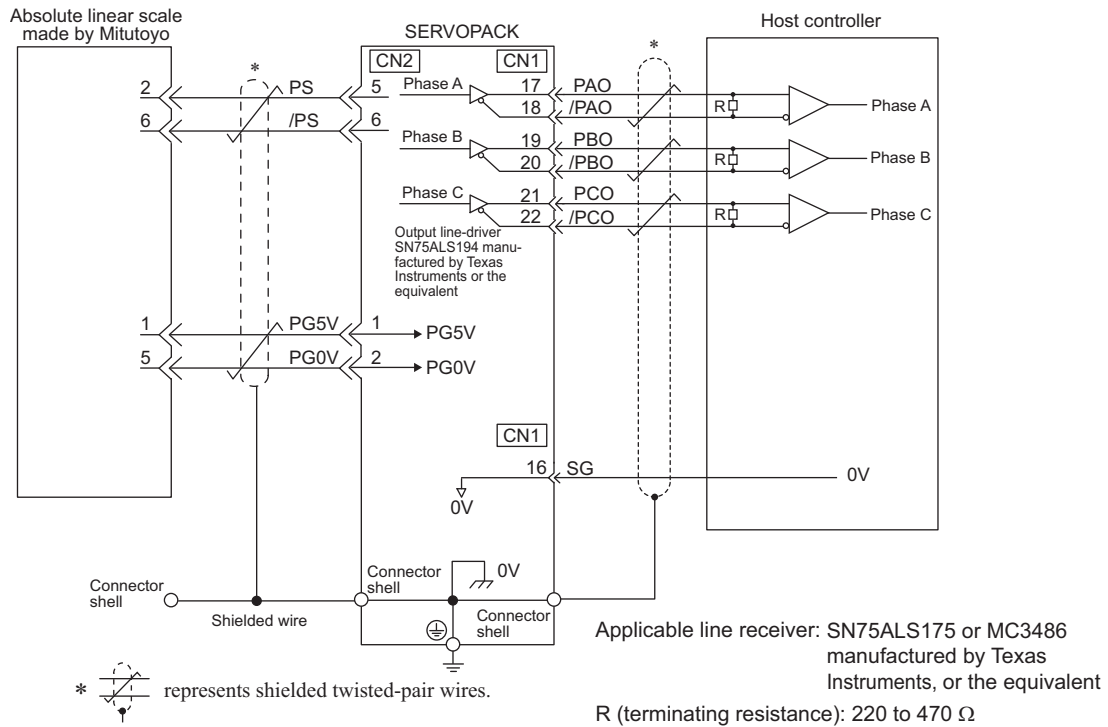 Absolute linear scale
made by Mitutoyo
SERVOPACK
Host controller
*
*
CN2
CN1
2
PS
5
Phase A
17
PAO
R
Phase A
6
/PS
6
18
/PAO
Phase B
19
PBO
R
Phase B
20
/PBO
Phase C
21
PCO
R
Phase C
22
/PCO
Output line-driver
SN75ALS194 manu-
factured by Texas
Instruments or the
equivalent
1
PG5V
1
PG5V
5
PG0V
2
PG0V
CN1
16
SG
0V
0V
0V
Connector
shell
Shielded wire
Connector
shell
Connector
shell
Applicable line receiver: SN75ALS175 or MC3486
manufactured by Texas
Instruments, or the equivalent
* represents shielded twisted-pair wires.
R (terminating resistance): 220 to 470 Ω